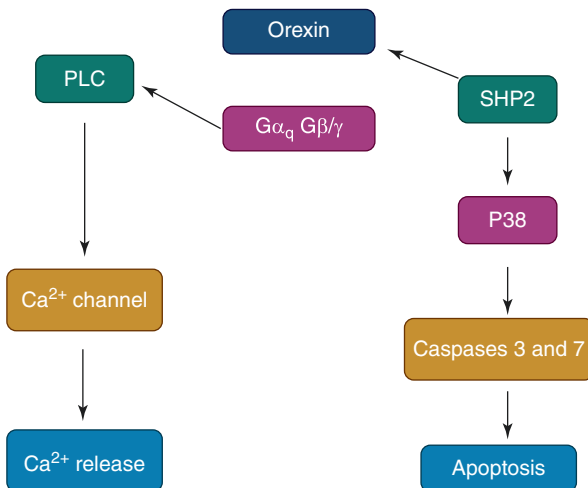 Orexin
PLC
SHP2
Gαq Gβ/γ
P38
Ca²⁺ channel
Caspases 3 and 7
Ca²⁺ release
Apoptosis